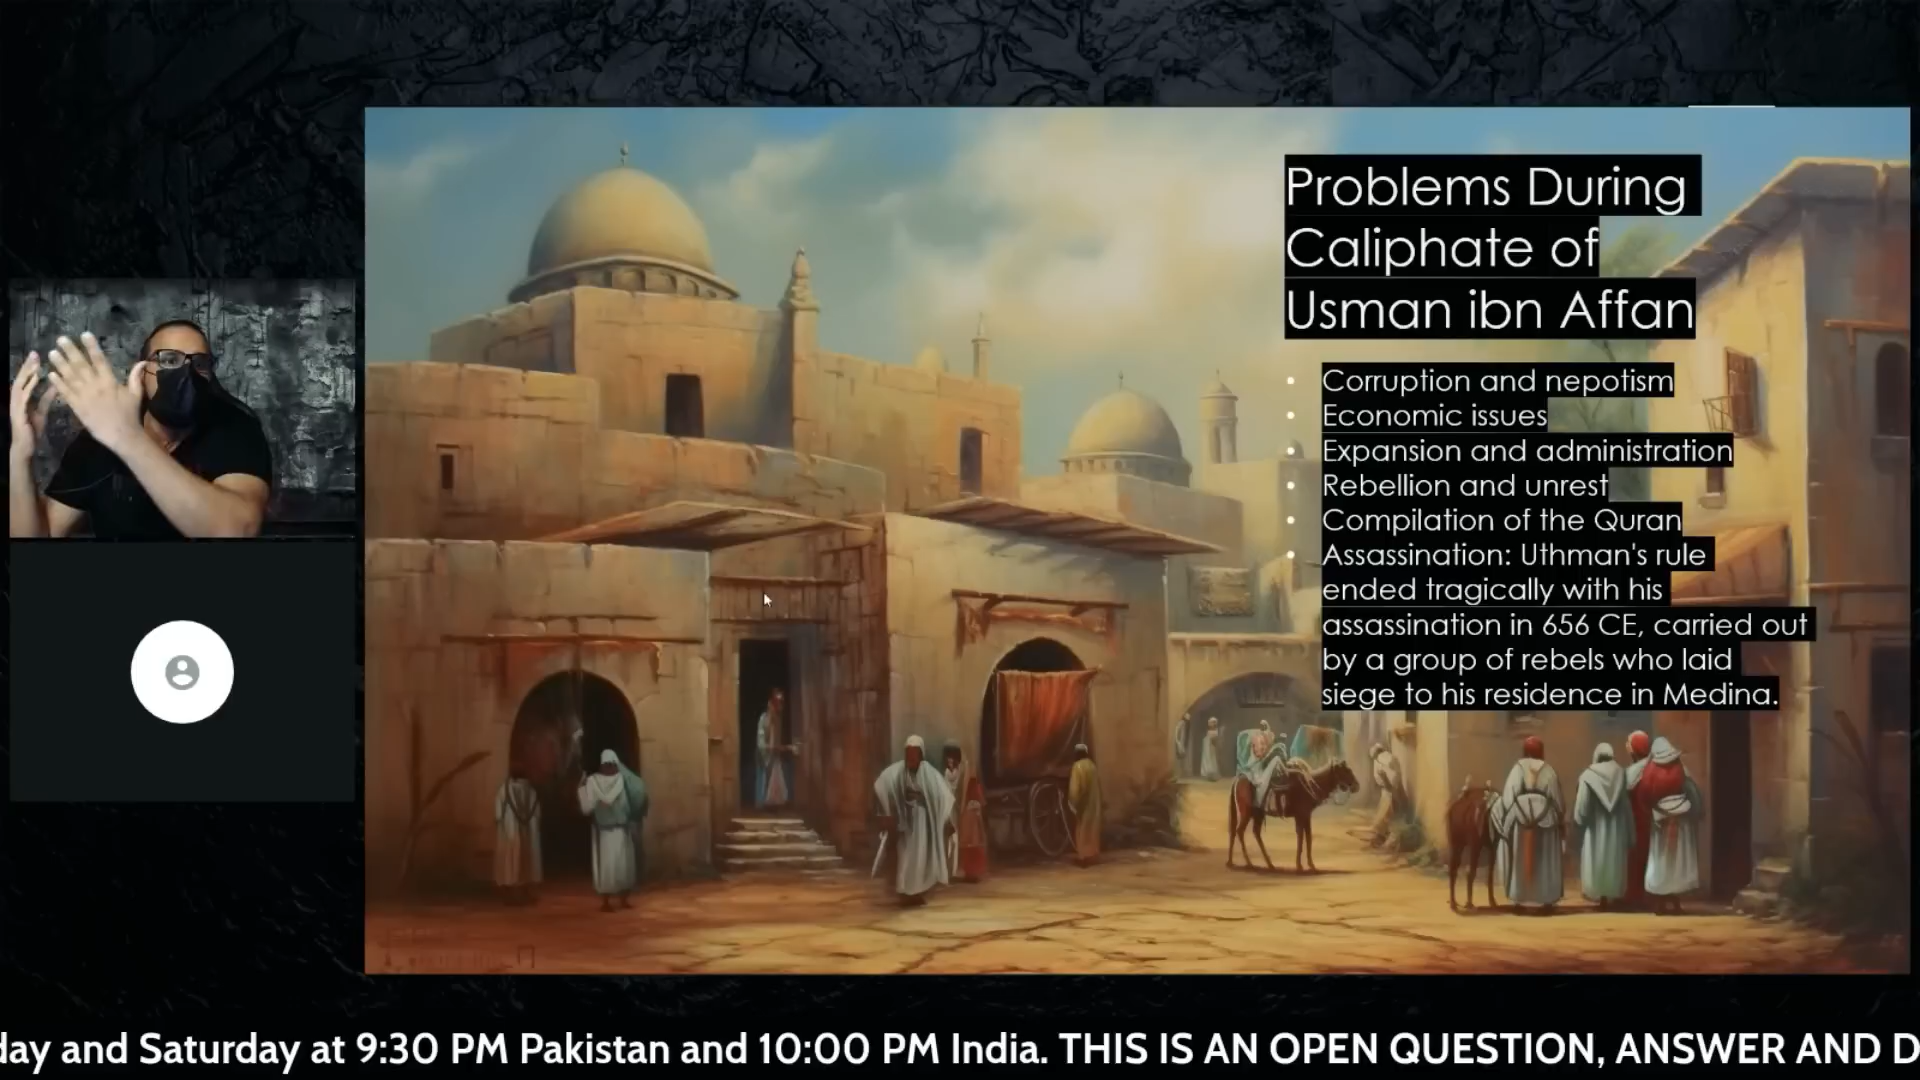 Problems During
Caliphate of
Usman ibn Affan
• Corruption and nepotism
• Economic issues
• Expansion and administration
• Rebellion and unrest
• Compilation of the Quran
• Assassination: Uthman's rule
ended tragically with his
assassination in 656 CE, carried out
by a group of rebels who laid
siege to his residence in Medina.
day and Saturday at 9:30 PM Pakistan and 10:00 PM India. THIS IS AN OPEN QUESTION, ANSWER AND D